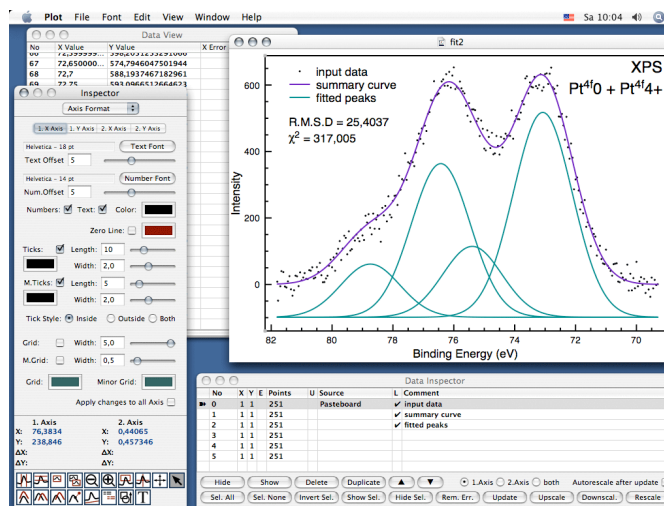 Plot File Font Edit View Window Help Sa 10:04
Data View
No X Value Y Value X Error
67 72,650000... 574,7946047501944
68 72,7 588,1937467182961
69 72,75 593,0966512664623
Inspector
Axis Format
1. X Axis 1. Y Axis 2. X Axis 2. Y Axis
Helvetica - 18 pt Text Font
Text Offset 5
Helvetica - 14 pt Number Font
Num.Offset 5
Numbers: Text: Color:
Zero Line:
Ticks: Length: 10
Width: 2,0
M.Ticks: Length: 5
Width: 2,0
Tick Style: Inside Outside Both
Grid: Width: 5,0
M.Grid: Width: 0,5
Grid: Minor Grid:
Apply changes to all Axis
1. Axis 2. Axis
X: 76,3834 X: 0,44065
Y: 238,846 Y: 0,457346
ΔX: ΔX:
ΔY: ΔY:
T
fit2
input data
summary curve
fitted peaks
R.M.S.D = 25,4037
χ² = 317,005
XPS
Pt4f0 + Pt4f4+
Intensity
600
400
200
0
82 80 78 76 74 72 70
Binding Energy (eV)
Data Inspector
No X Y E Points U Source L Comment
0 1 1 251 Pasteboard ✔ input data
1 1 1 251 ✔ summary curve
2 1 1 251 ✔ fitted peaks
3 1 1 251
4 1 1 251
5 1 1 251
Hide Show Delete Duplicate 1.Axis 2.Axis both Autorescale after update
Sel. All Sel. None Invert Sel. Show Sel. Hide Sel. Rem. Err. Update Upscale Downscal. Rescale